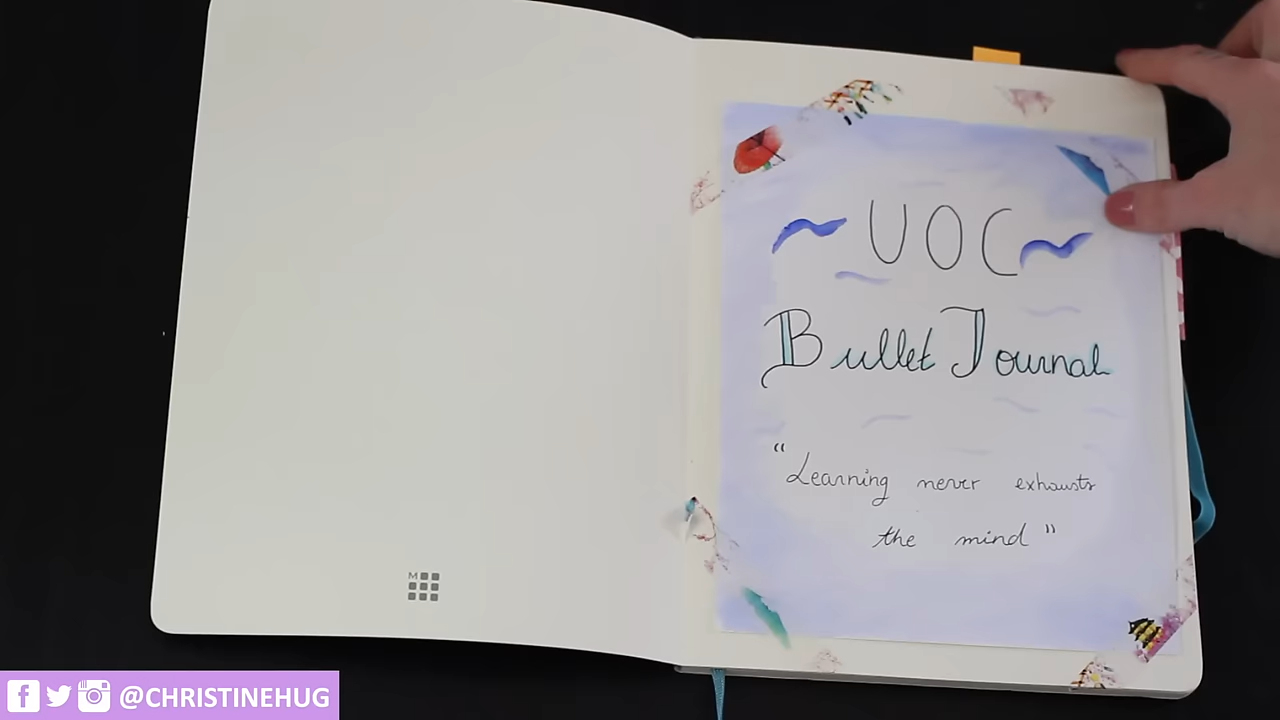 UOC
Bullet Journal
"Learning never exhausts
the mind"
M
@CHRISTINEHUG